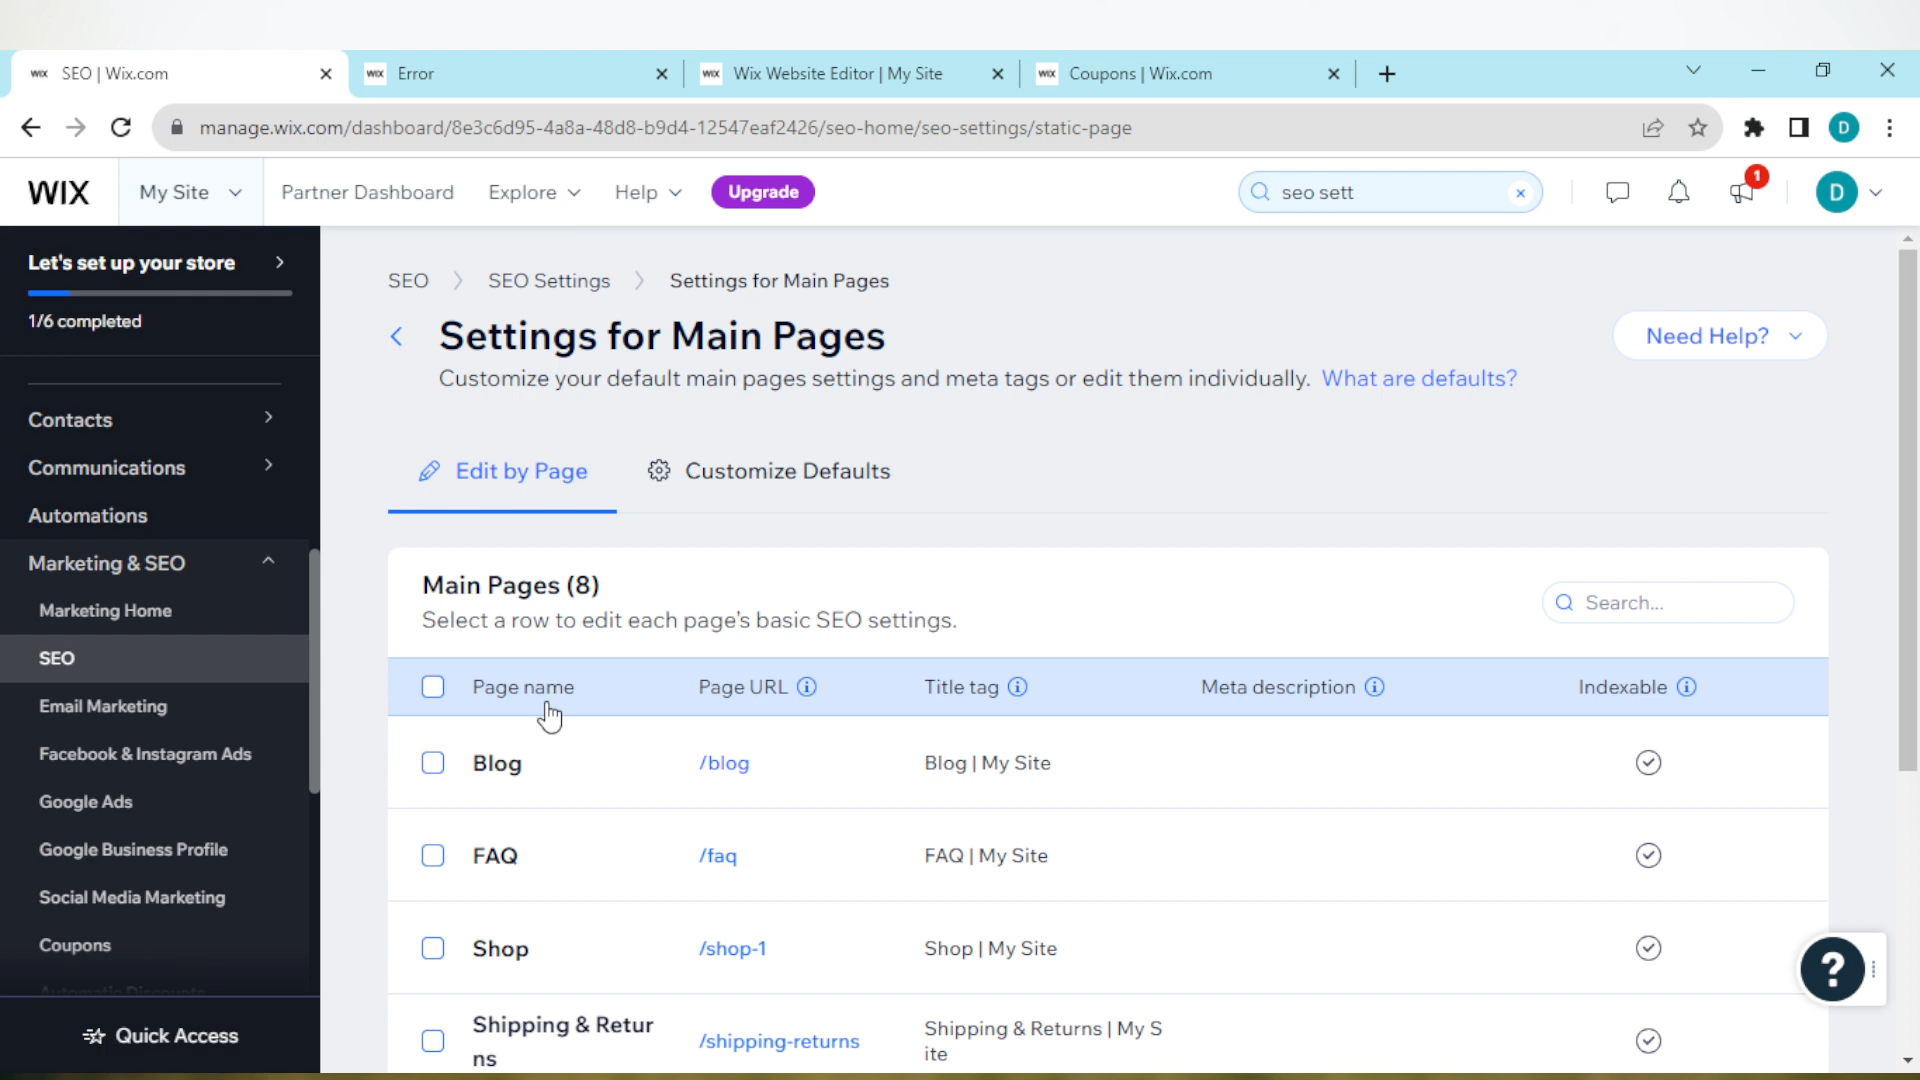 WIX SEO | Wix.com
WIX Error
WIX Wix Website Editor | My Site
WIX Coupons | Wix.com
manage.wix.com/dashboard/8e3c6d95-4a8a-48d8-b9d4-12547eaf2426/seo-home/seo-settings/static-page
D
WIX
My Site
Partner Dashboard
Explore
Help
Upgrade
seo sett
1
D
Let's set up your store
1/6 completed
Contacts
Communications
Automations
Marketing & SEO
Marketing Home
SEO
Email Marketing
Facebook & Instagram Ads
Google Ads
Google Business Profile
Social Media Marketing
Coupons
Automatic Discounts
Quick Access
SEO > SEO Settings > Settings for Main Pages
Settings for Main Pages
Need Help?
Customize your default main pages settings and meta tags or edit them individually. What are defaults?
Edit by Page
Customize Defaults
Main Pages (8)
Select a row to edit each page's basic SEO settings.
Search...
Page name Page URL Title tag Meta description Indexable
Blog /blog Blog | My Site
FAQ /faq FAQ | My Site
Shop /shop-1 Shop | My Site
Shipping & Retur
ns
/shipping-returns
Shipping & Returns | My S
ite
?